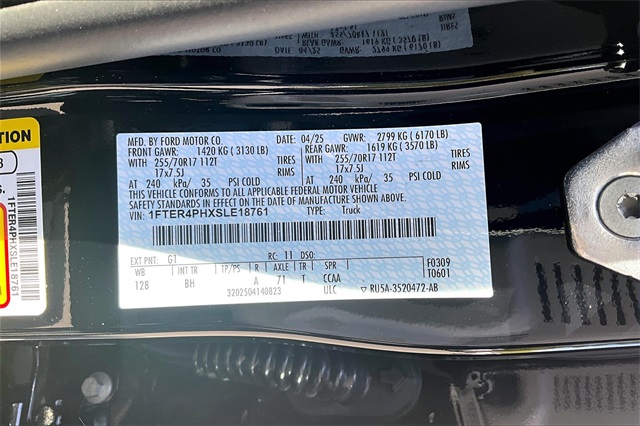 MFD. BY FORD MOTOR CO. DATE: 04/25 GVWR: 2799 KG (6170 LB)
FRONT GAWR: 1420 KG (3130 LB) REAR GAWR: 1619 KG (3570 LB)
WITH WITH
255/70R17 112T TIRES 255/70R17 112T TIRES
17x7.5J RIMS 17x7.5J RIMS
AT 240 kPa/ 35 PSI COLD AT 240 kPa/ 35 PSI COLD
THIS VEHICLE CONFORMS TO ALL APPLICABLE FEDERAL MOTOR VEHICLE
SAFETY STANDARDS IN EFFECT ON THE DATE OF MANUFACTURE SHOWN ABOVE.
VIN: 1FTER4PHXSLE18761 TYPE: Truck
EXT PNT: G1 RC: 11 DSO: F0309
WB INT TR TP/PS R AXLE TR SPR T0601
128 8H A 71 T CCAA
3202504140823 ULC ▽ RU5A-3520472-AB
TION
3
S.
1FTER4PHXSLE18761